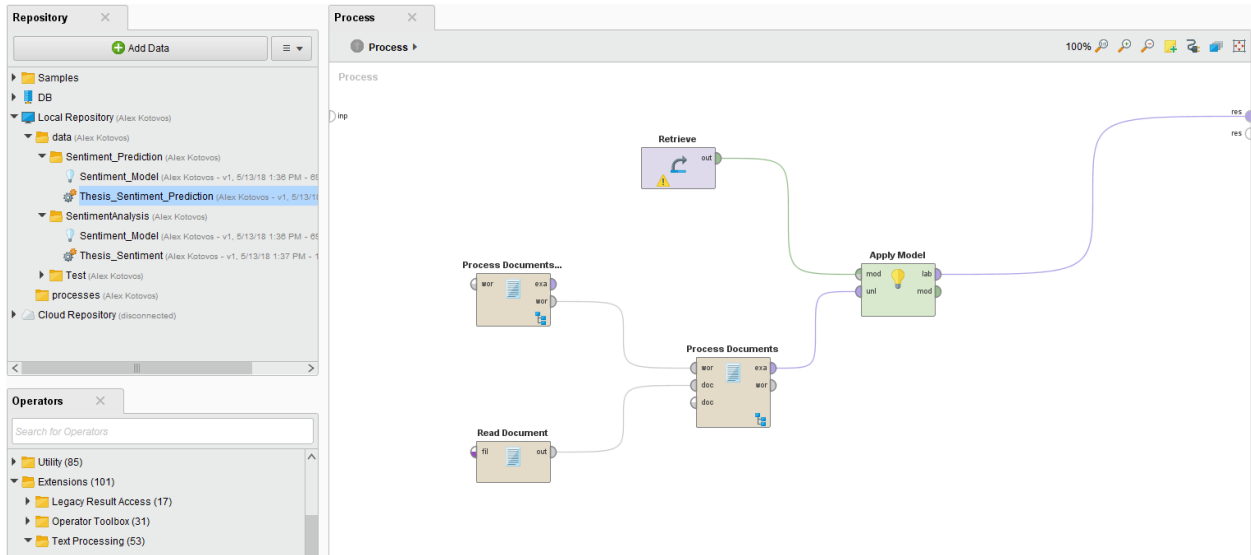 Repository
Add Data
Samples
DB
Local Repository (Alex Kotovos)
data (Alex Kotovos)
Sentiment_Prediction (Alex Kotovos)
Sentiment_Model (Alex Kotovos - v1, 5/13/18 1:36 PM - 
Thesis_Sentiment_Prediction (Alex Kotovos - v1, 5/13/1
SentimentAnalysis (Alex Kotovos)
Sentiment_Model (Alex Kotovos - v1, 5/13/18 1:36 PM - 
Thesis_Sentiment (Alex Kotovos - v1, 5/13/18 1:37 PM - 1
Test (Alex Kotovos)
processes (Alex Kotovos)
Cloud Repository (disconnected)
Operators
Search for Operators
Utility (85)
Extensions (101)
Legacy Result Access (17)
Operator Toolbox (31)
Text Processing (53)
Process
Process
100%
Process
inp
res
res
Retrieve
out
Process Documents...
wor exa
wor
Apply Model
mod lab
unl mod
Process Documents
wor exa
doc wor
doc
Read Document
fil out